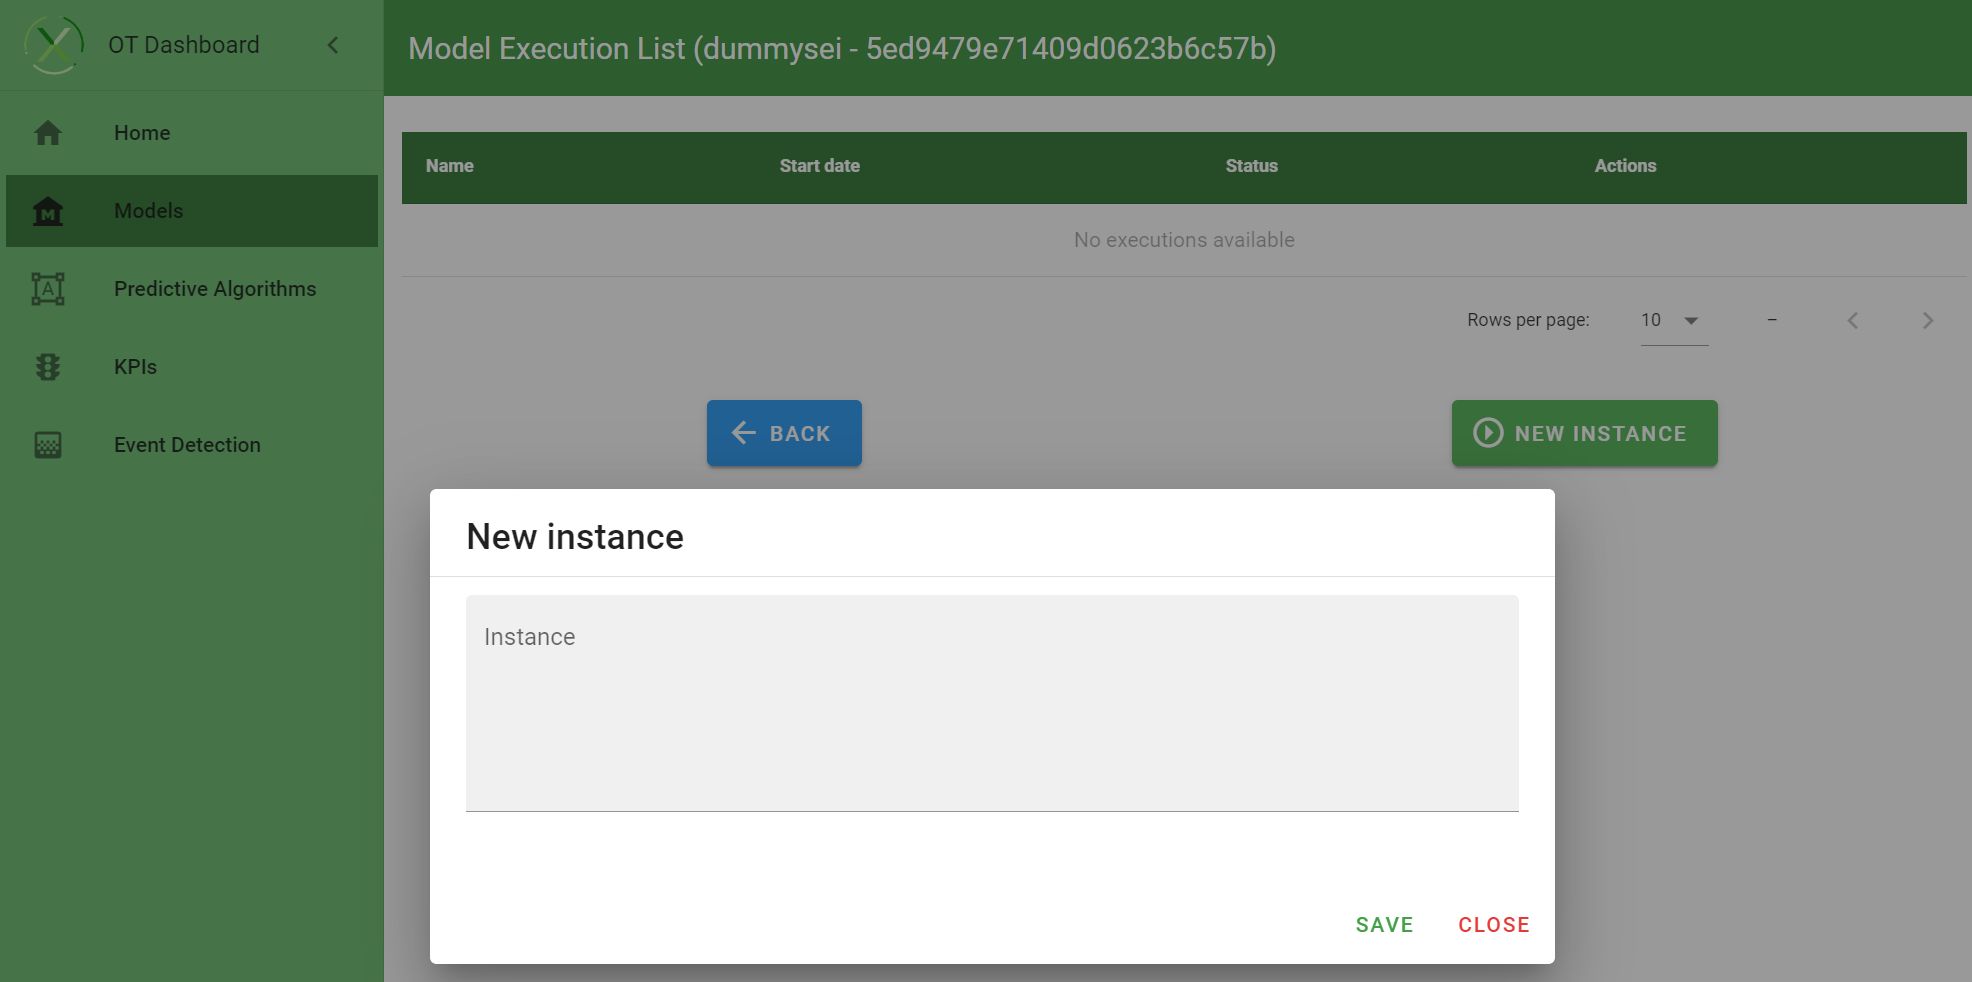 OT Dashboard
Home
Models
Predictive Algorithms
KPIs
Event Detection
Model Execution List (dummysei - 5ed9479e71409d0623b6c57b)
Name Start date Status Actions
No executions available
Rows per page: 10 –
BACK NEW INSTANCE
New instance
Instance
SAVE CLOSE